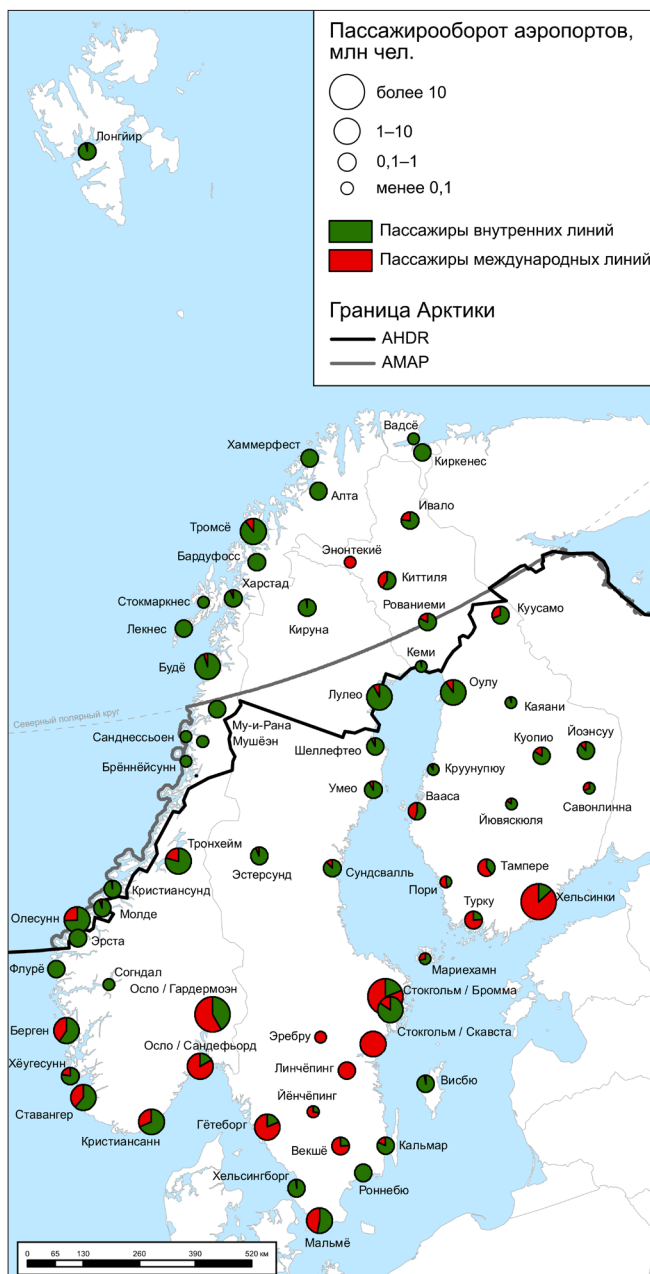 Пассажирооборот аэропортов,
млн чел.
более 10
1–10
0,1–1
менее 0,1
Пассажиры внутренних линий
Пассажиры международных линий
Граница Арктики
AHDR
AMAP
Лонгйир
Вадсё
Хаммерфест
Киркенес
Алта
Ивало
Тромсё
Энонтекиё
Бардуфосс
Киттиля
Харстад
Стокмаркнес
Кируна
Рованиеми
Куусамо
Лекнес
Кеми
Будё
Лулео
Оулу
Каяани
Северный полярный круг
Му-и-Рана
Саннессьоен
Мушёэн
Шеллефтео
Куопио
Йоэнсуу
Брённёйсунн
Круунупюу
Умео
Вааса
Савонлинна
Йювяскюля
Тронхейм
Эстерсунд
Сундсвалль
Тампере
Пори
Кристиансунд
Хельсинки
Олесунн
Молде
Турку
Эрста
Мариехамн
Флурё
Согндал
Стокгольм / Бромма
Осло / Гардермоэн
Стокгольм / Скавста
Берген
Эребру
Осло / Сандефьорд
Хёугесунн
Линчёпинг
Висбю
Йёнчёпинг
Ставангер
Кристиансанн
Гётеборг
Векшё
Кальмар
Хельсингборг
Роннебю
Мальмё
0 65 130 260 390 520 км